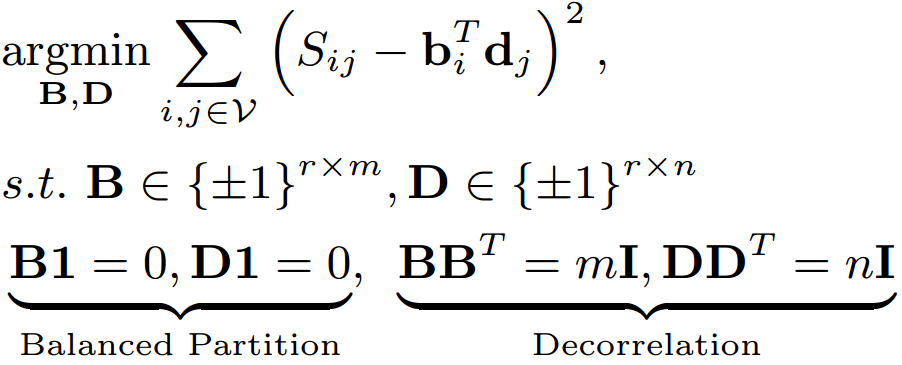 argmin_{𝐁,𝐃} ∑_{i,j∈𝒱} (S_{ij} − 𝐛_i^T 𝐝_j)^2,
s.t. 𝐁 ∈ {±1}^{r×m}, 𝐃 ∈ {±1}^{r×n}
𝐁𝟏 = 0, 𝐃𝟏 = 0, 𝐁𝐁^T = m𝐈, 𝐃𝐃^T = n𝐈
Balanced Partition Decorrelation